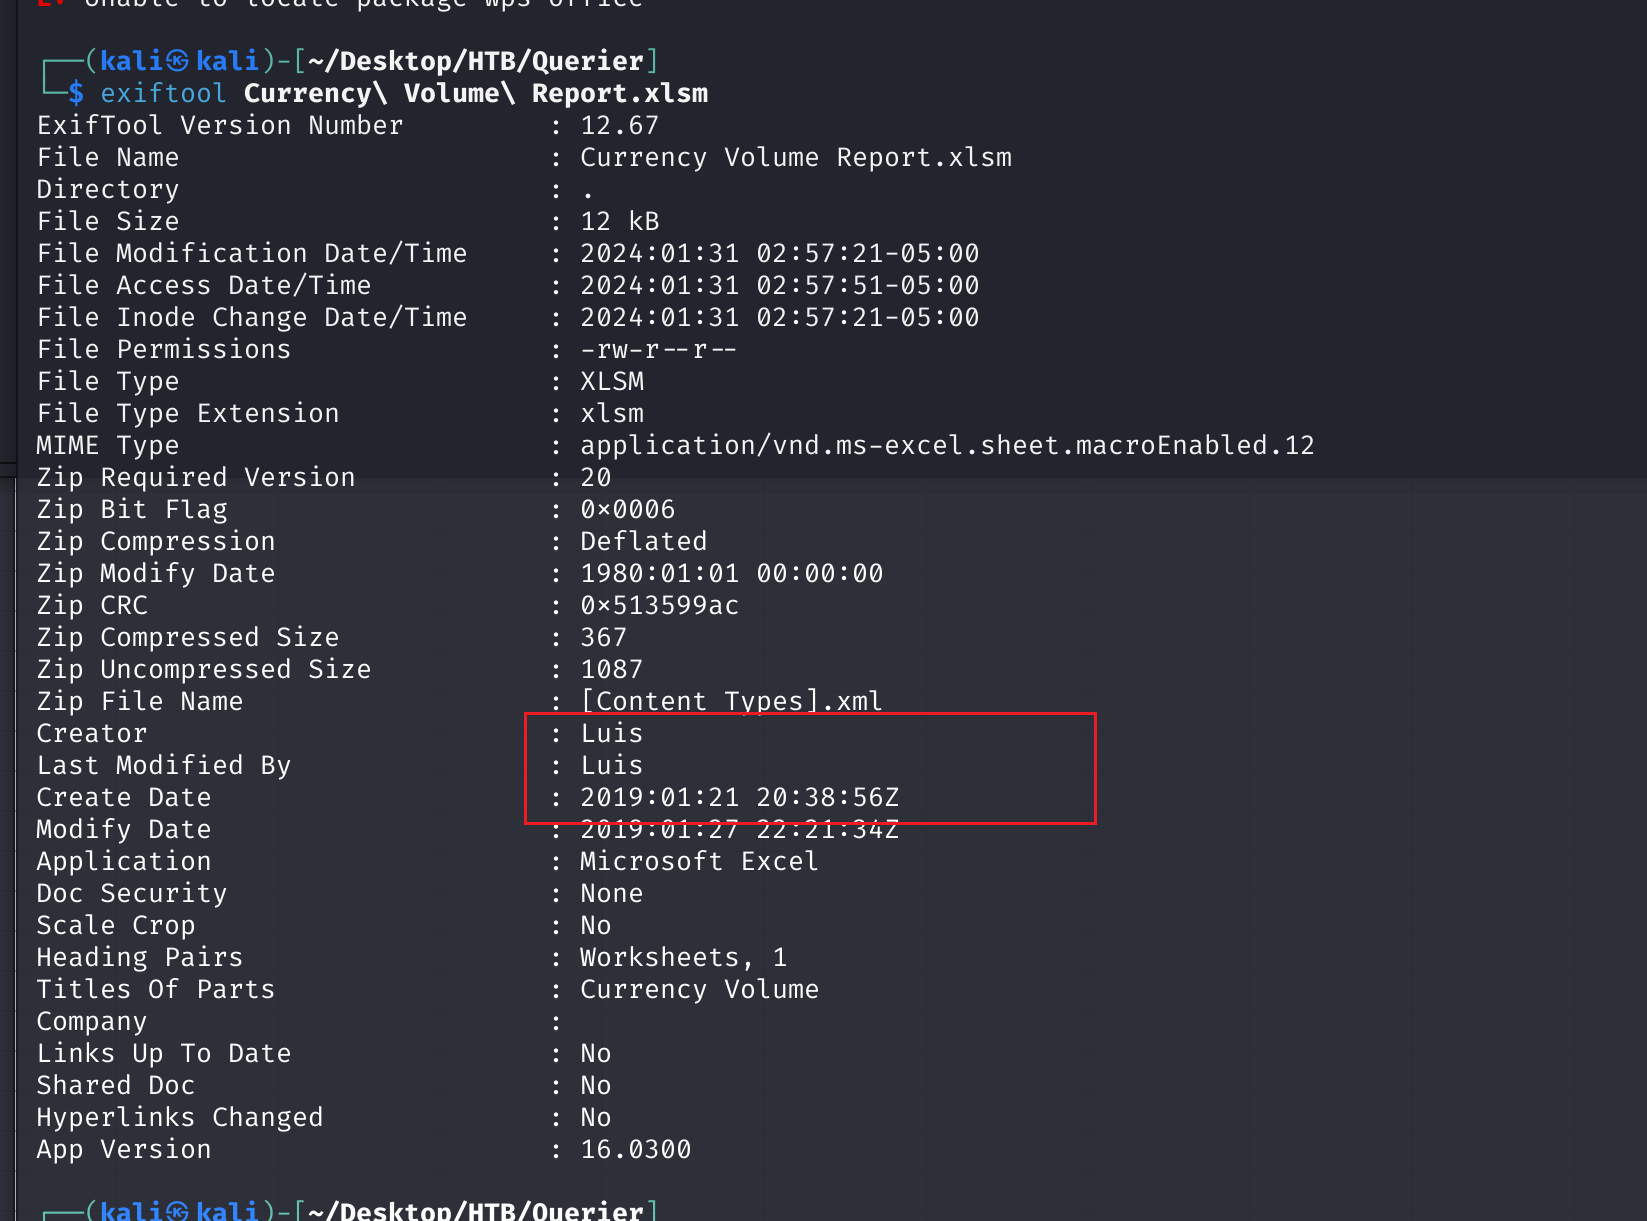 E: Unable to locate package wps office
┌──(kali㉿kali)-[~/Desktop/HTB/Querier]
└─$ exiftool Currency\ Volume\ Report.xlsm
ExifTool Version Number : 12.67
File Name : Currency Volume Report.xlsm
Directory : .
File Size : 12 kB
File Modification Date/Time : 2024:01:31 02:57:21-05:00
File Access Date/Time : 2024:01:31 02:57:51-05:00
File Inode Change Date/Time : 2024:01:31 02:57:21-05:00
File Permissions : -rw-r--r--
File Type : XLSM
File Type Extension : xlsm
MIME Type : application/vnd.ms-excel.sheet.macroEnabled.12
Zip Required Version : 20
Zip Bit Flag : 0×0006
Zip Compression : Deflated
Zip Modify Date : 1980:01:01 00:00:00
Zip CRC : 0×513599ac
Zip Compressed Size : 367
Zip Uncompressed Size : 1087
Zip File Name : [Content Types].xml
Creator : Luis
Last Modified By : Luis
Create Date : 2019:01:21 20:38:56Z
Modify Date : 2019:01:27 22:21:34Z
Application : Microsoft Excel
Doc Security : None
Scale Crop : No
Heading Pairs : Worksheets, 1
Titles Of Parts : Currency Volume
Company :
Links Up To Date : No
Shared Doc : No
Hyperlinks Changed : No
App Version : 16.0300
┌──(kali㉿kali)-[~/Desktop/HTB/Querier]